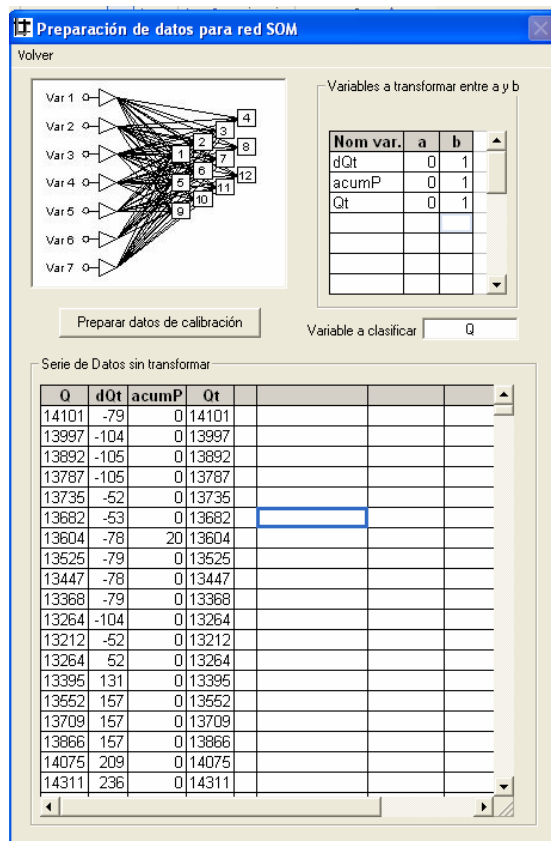 Preparación de datos para red SOM
Volver
Var 1
Var 2
Var 3
Var 4
Var 5
Var 6
Var 7
1
2
3
4
5
6
7
8
9
10
11
12
Variables a transformar entre a y b
Nom var. a b
dQt 0 1
acumP 0 1
Qt 0 1
Preparar datos de calibración
Variable a clasificar Q
Serie de Datos sin transformar
Q dQt acumP Qt
14101 -79 0 14101
13997 -104 0 13997
13892 -105 0 13892
13787 -105 0 13787
13735 -52 0 13735
13682 -53 0 13682
13604 -78 20 13604
13525 -79 0 13525
13447 -78 0 13447
13368 -79 0 13368
13264 -104 0 13264
13212 -52 0 13212
13264 52 0 13264
13395 131 0 13395
13552 157 0 13552
13709 157 0 13709
13866 157 0 13866
14075 209 0 14075
14311 236 0 14311